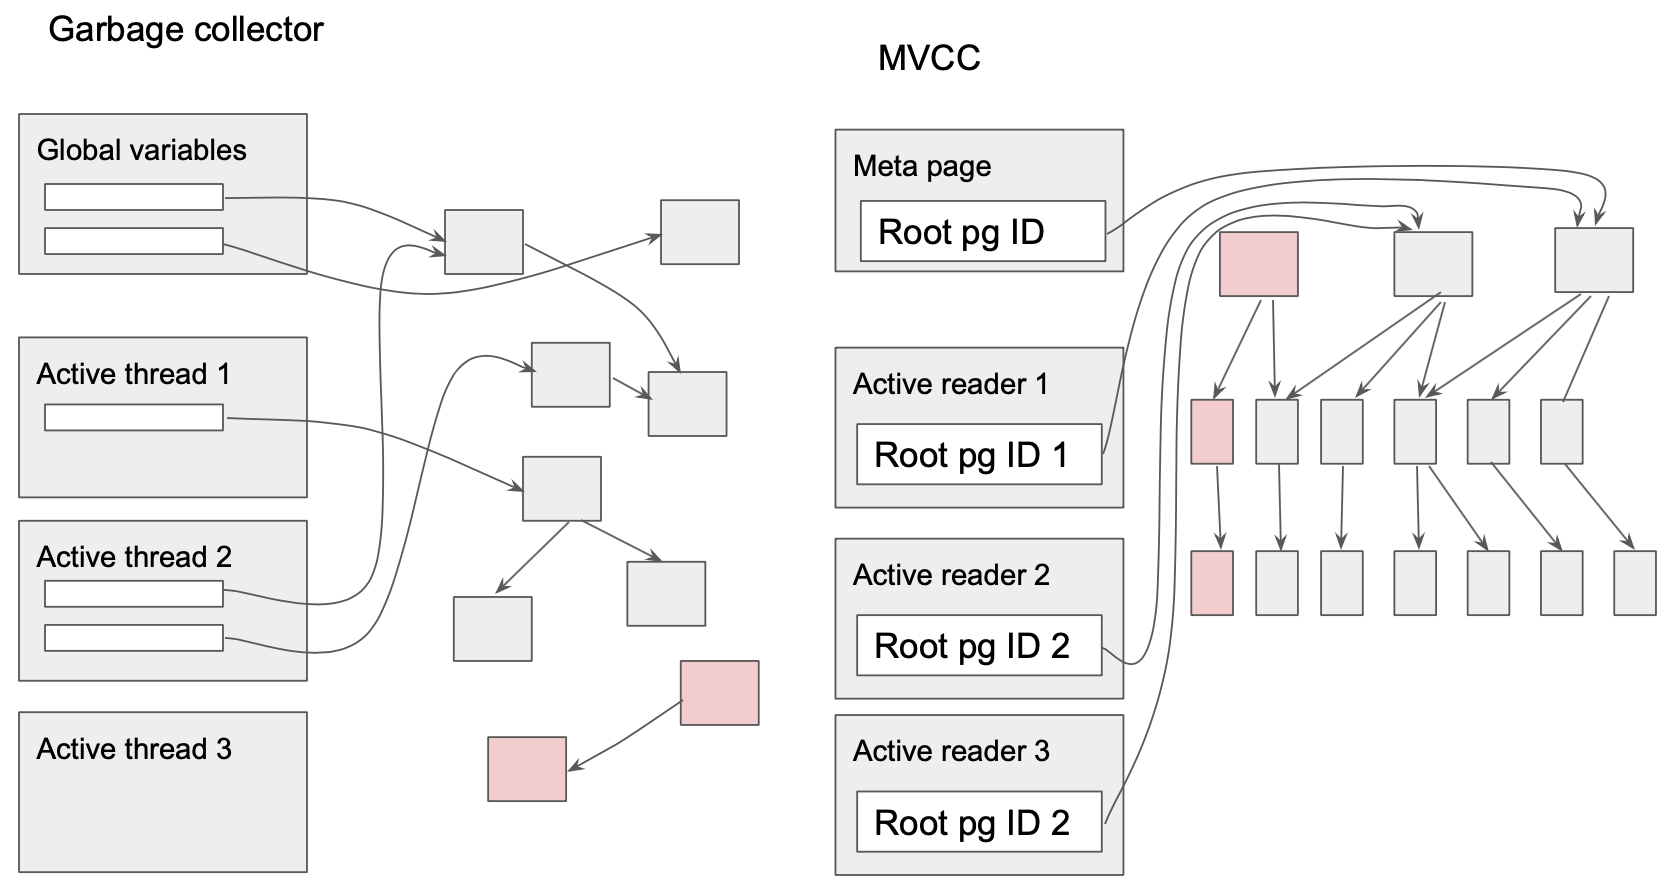 Garbage collector
Global variables
Active thread 1
Active thread 2
Active thread 3
MVCC
Meta page
Root pg ID
Active reader 1
Root pg ID 1
Active reader 2
Root pg ID 2
Active reader 3
Root pg ID 2